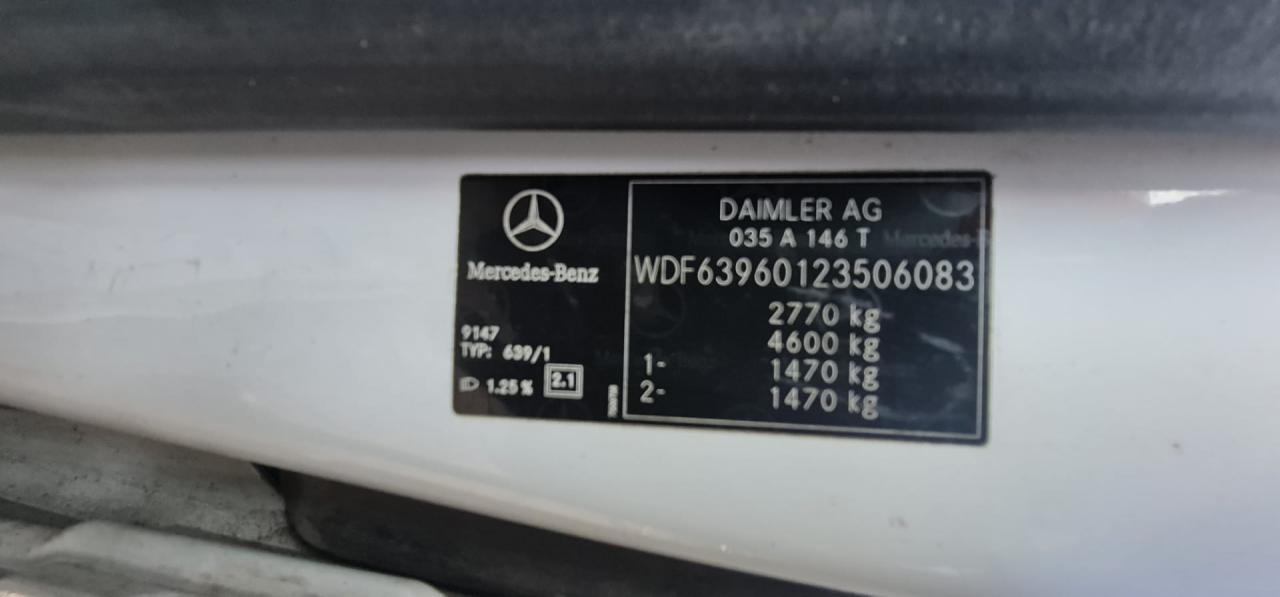 Mercedes-Benz
9147
TYP: 639/1
1.25 % 2.1
DAIMLER AG
035 A 146 T
WDF63960123506083
2770 kg
4600 kg
1- 1470 kg
2- 1470 kg